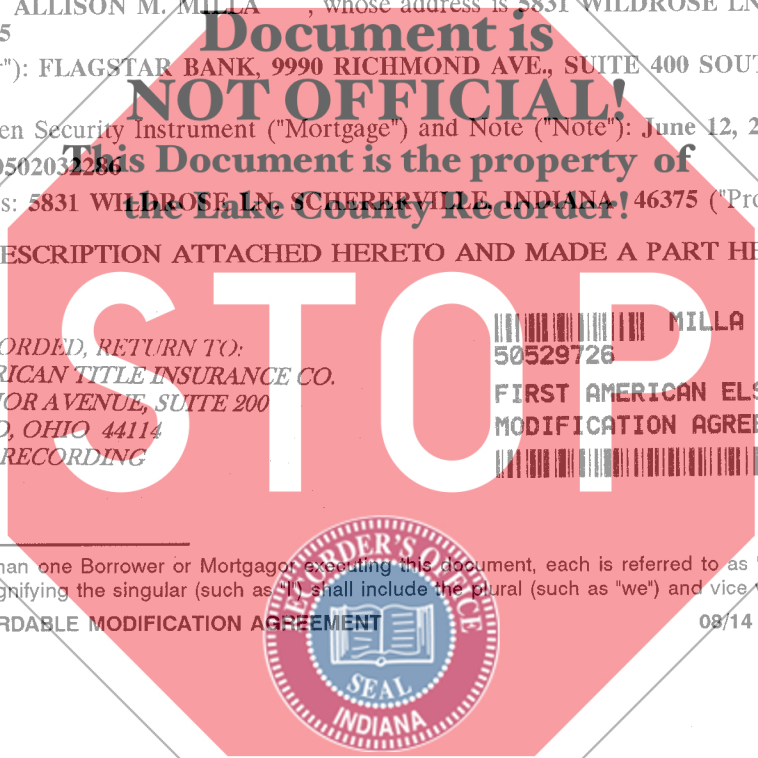 ALLISON M. MILLA , whose address is 5831 WILDROSE LN
Document is
5
"): FLAGSTAR BANK, 9990 RICHMOND AVE., SUITE 400 SOUT
NOT OFFICIAL!
en Security Instrument ("Mortgage") and Note ("Note"): June 12, 2
This Document is the property of
0502032286
the Lake County Recorder!
s: 5831 WILDROSE LN, SCHERERVILLE, INDIANA 46375 ("Pro
ESCRIPTION ATTACHED HERETO AND MADE A PART HE
STOP
MILLA
50529726
ORDED, RETURN TO:
RICAN TITLE INSURANCE CO.
FIRST AMERICAN ELS
IOR AVENUE, SUITE 200
MODIFICATION AGREE
D, OHIO 44114
RECORDING
han one Borrower or Mortgagor executing this document, each is referred to as "
gnifying the singular (such as "I") shall include the plural (such as "we") and vice v
RDABLE MODIFICATION AGREEMENT 08/14
RECORDER'S OFFICE
SEAL
INDIANA